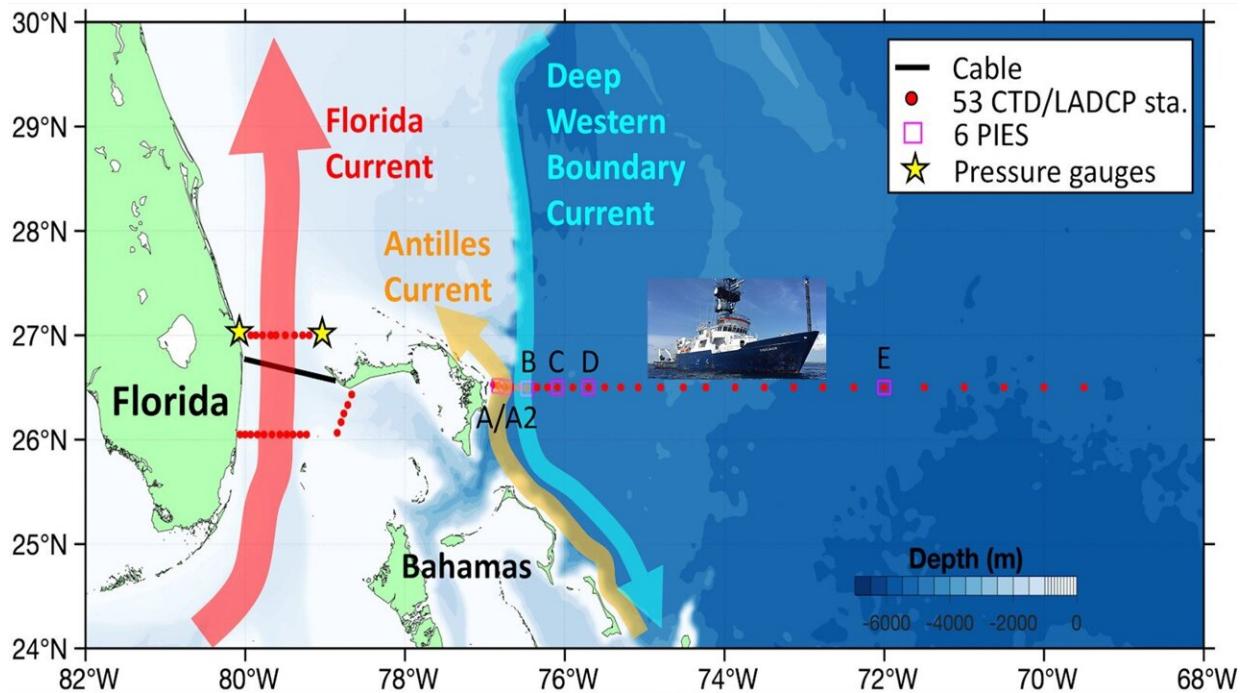 30°N
29°N
28°N
27°N
26°N
25°N
24°N
82°W
80°W
78°W
76°W
74°W
72°W
70°W
68°W
Florida
Current
Deep
Western
Boundary
Current
Antilles
Current
Cable
53 CTD/LADCP sta.
6 PIES
Pressure gauges
B
C
D
E
A/A2
Florida
Bahamas
Depth (m)
-6000
-4000
-2000
0